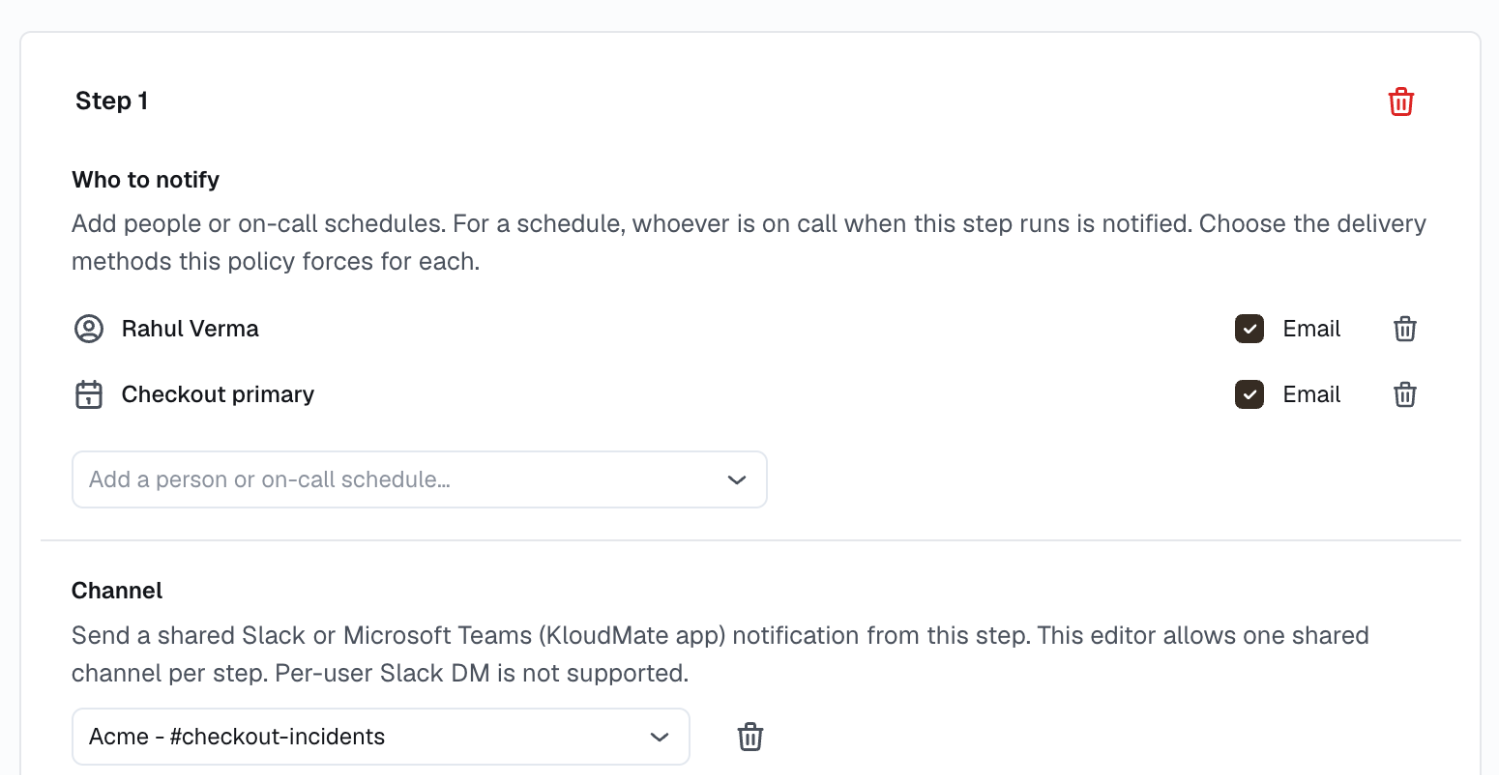 Step 1
Who to notify
Add people or on-call schedules. For a schedule, whoever is on call when this step runs is notified. Choose the delivery
methods this policy forces for each.
Rahul Verma Email
Checkout primary Email
Add a person or on-call schedule...
Channel
Send a shared Slack or Microsoft Teams (KloudMate app) notification from this step. This editor allows one shared
channel per step. Per-user Slack DM is not supported.
Acme - #checkout-incidents